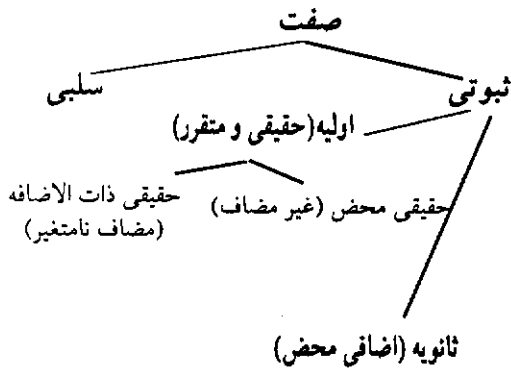 صفت
ثبوتی
سلبی
اولیه (حقیقی و متقرر)
حقیقی محض (غیر مضاف)
حقیقی ذات الاضافه
(مضاف نامتغیر)
ثانویه (اضافی محض)